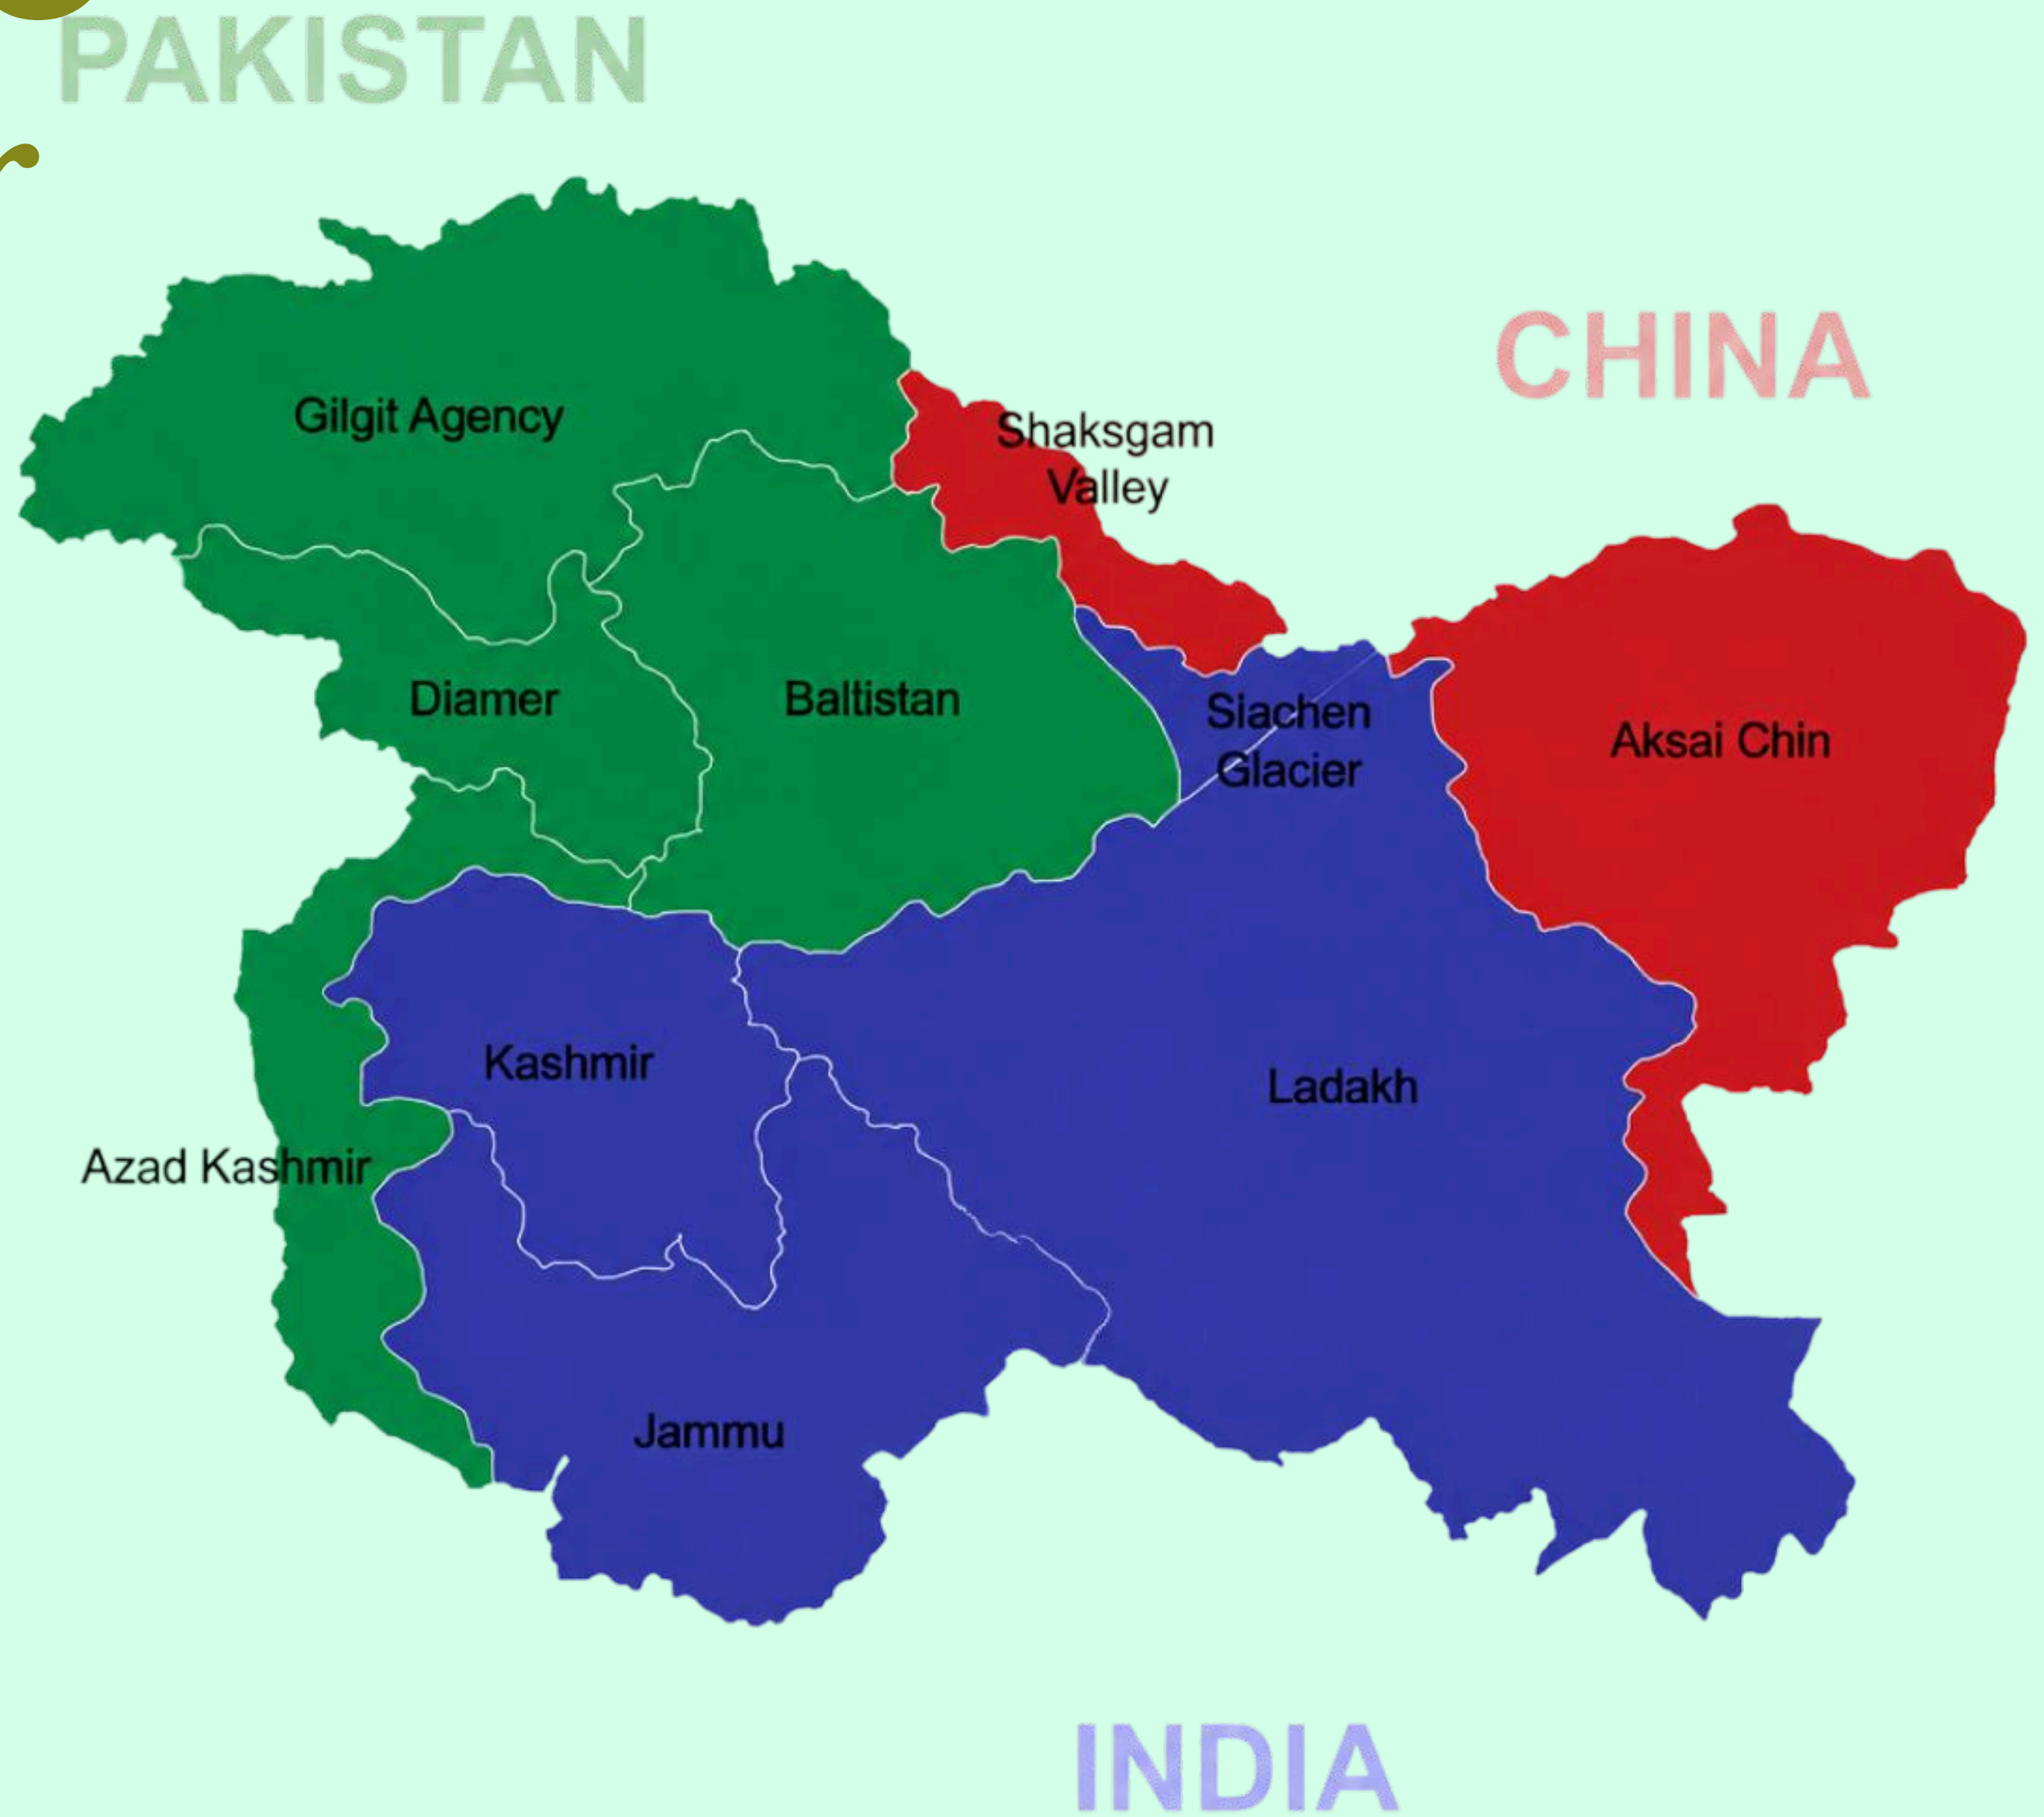 PAKISTAN
CHINA
Gilgit Agency
Shaksgam
Valley
Diamer
Baltistan
Siachen
Glacier
Aksai Chin
Kashmir
Ladakh
Azad Kashmir
Jammu
INDIA